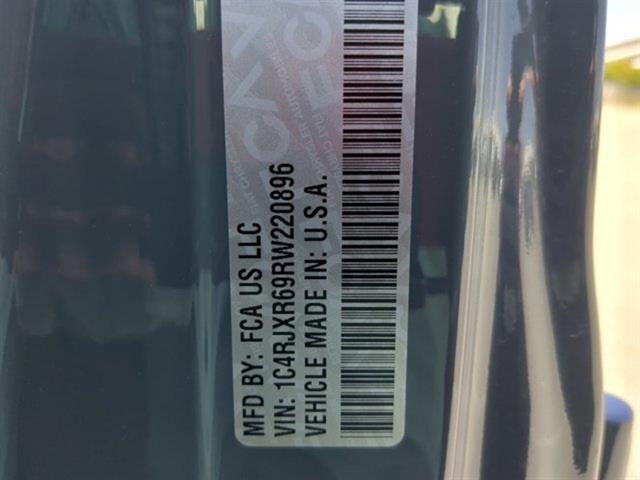 MFD BY: FCA US LLC
VIN: 1C4RJXR69RW220896
VEHICLE MADE IN: U.S.A.